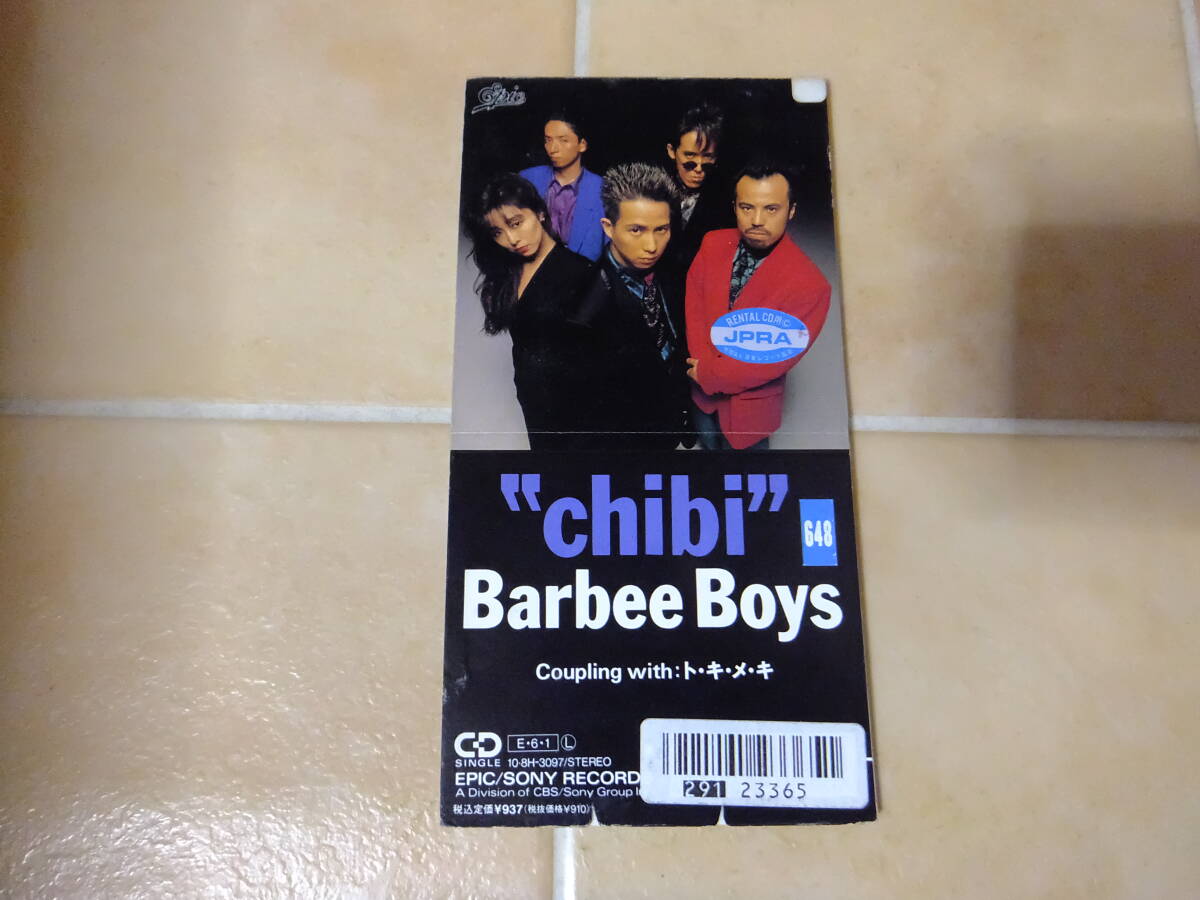 Epic
RENTAL CD
JPRA
"chibi"
648
Barbee Boys
Coupling with:ト・キ・メ・キ
CD
E・6・1 Ⓛ
SINGLE 10・8H-3097/STEREO
EPIC/SONY RECORD
A Division of CBS/Sony Group I
税込定価¥937(税抜価格¥910)
291 23365